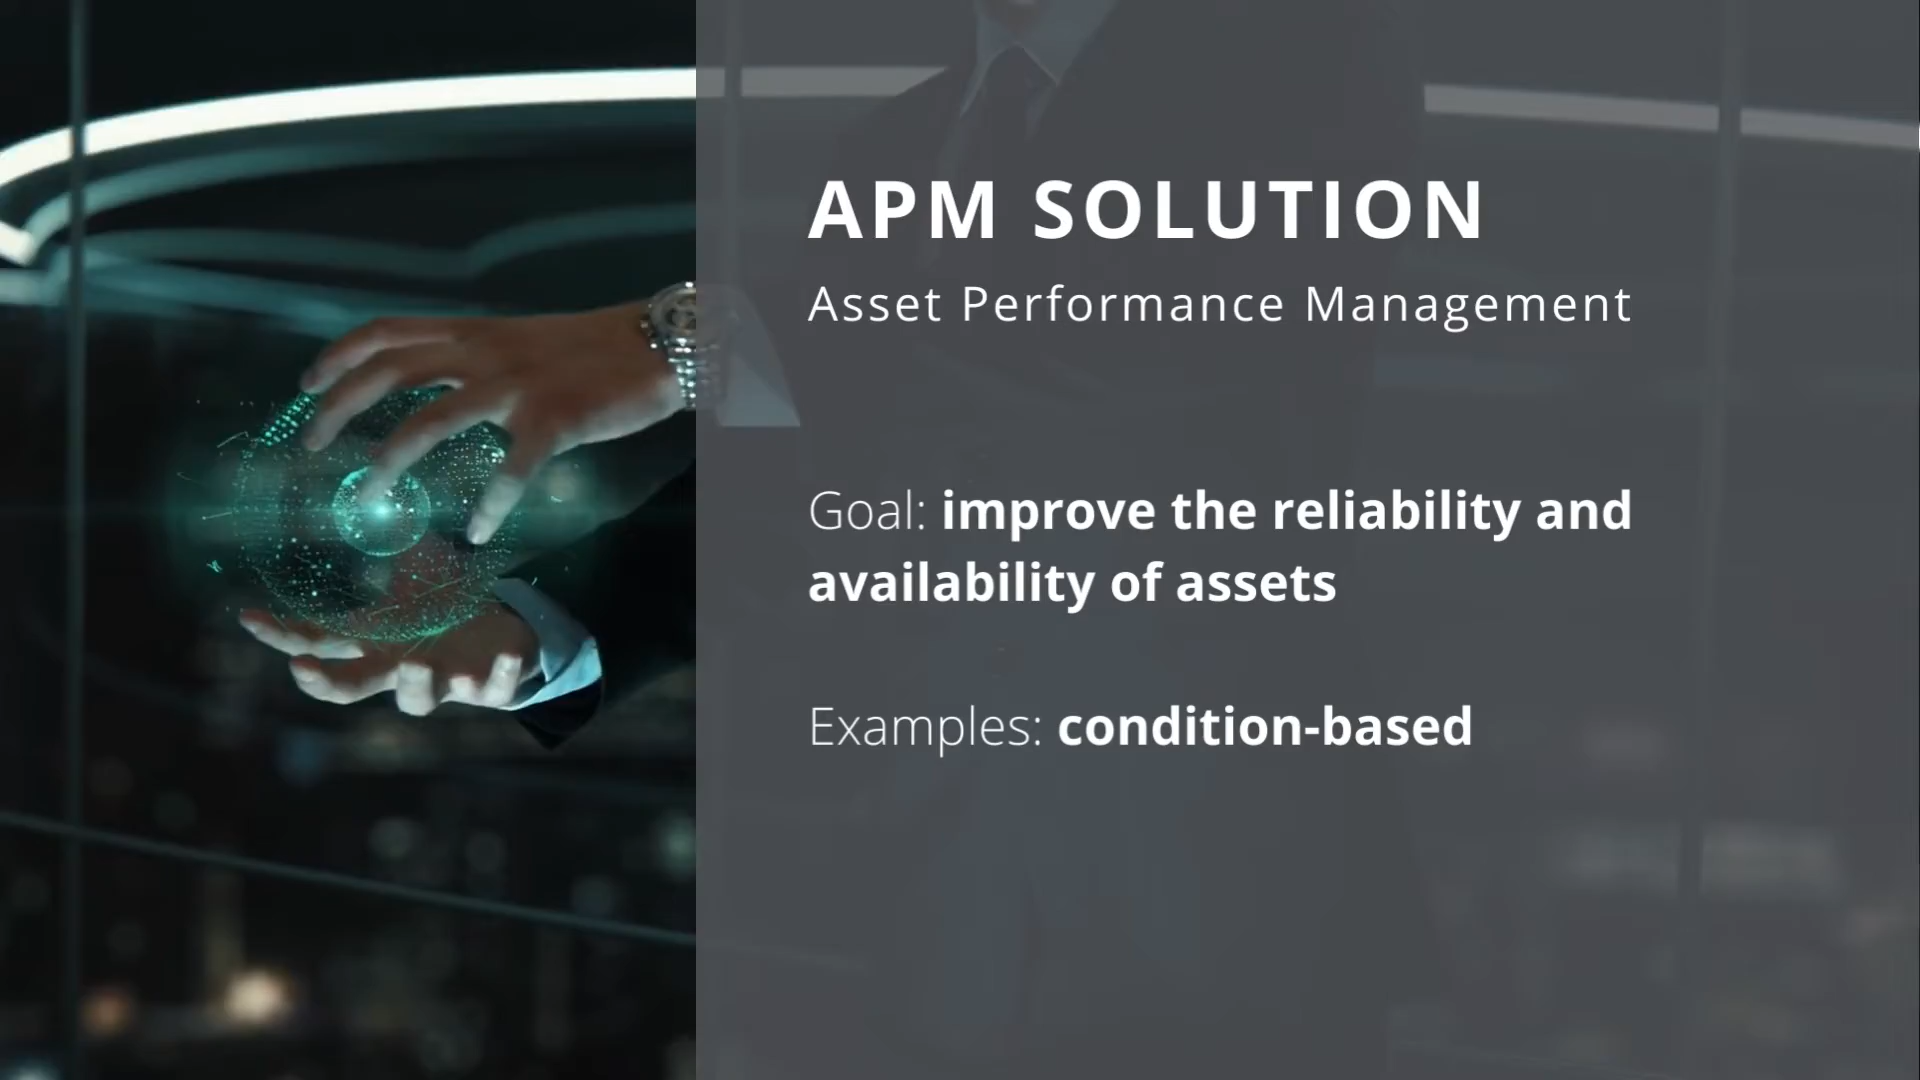 APM SOLUTION
Asset Performance Management
Goal: improve the reliability and
availability of assets
Examples: condition-based